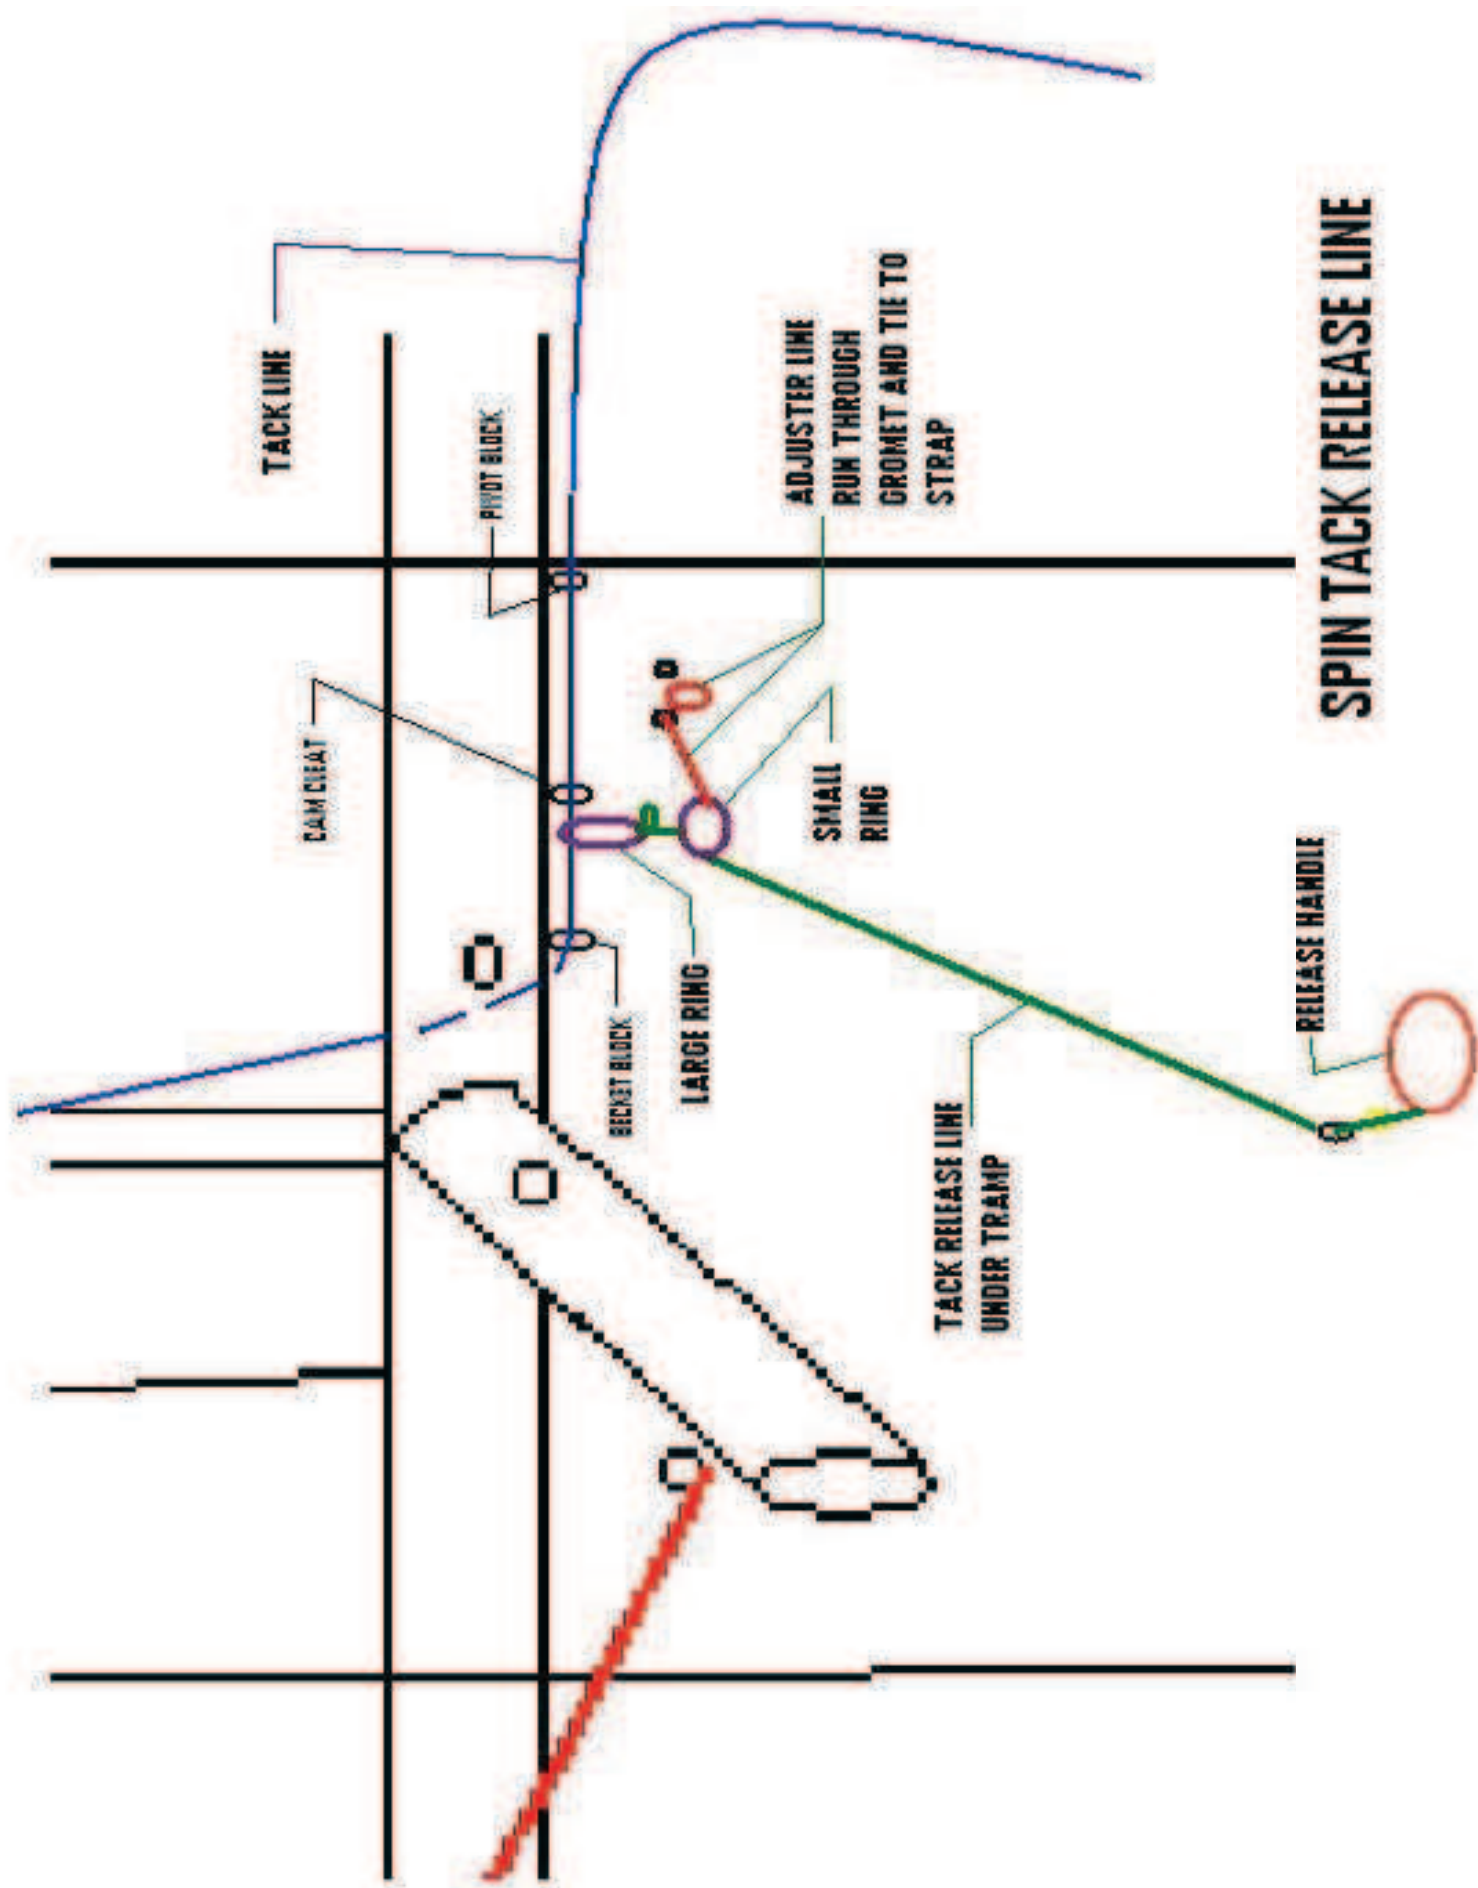 TACK LINE
CAM CLEAT
PIVOT BLOCK
BECKET BLOCK
LARGE RING
ADJUSTER LINE
RUN THROUGH
GROMET AND TIE TO
STRAP
SMALL
RING
TACK RELEASE LINE
UNDER TRAMP
RELEASE HANDLE
SPIN TACK RELEASE LINE